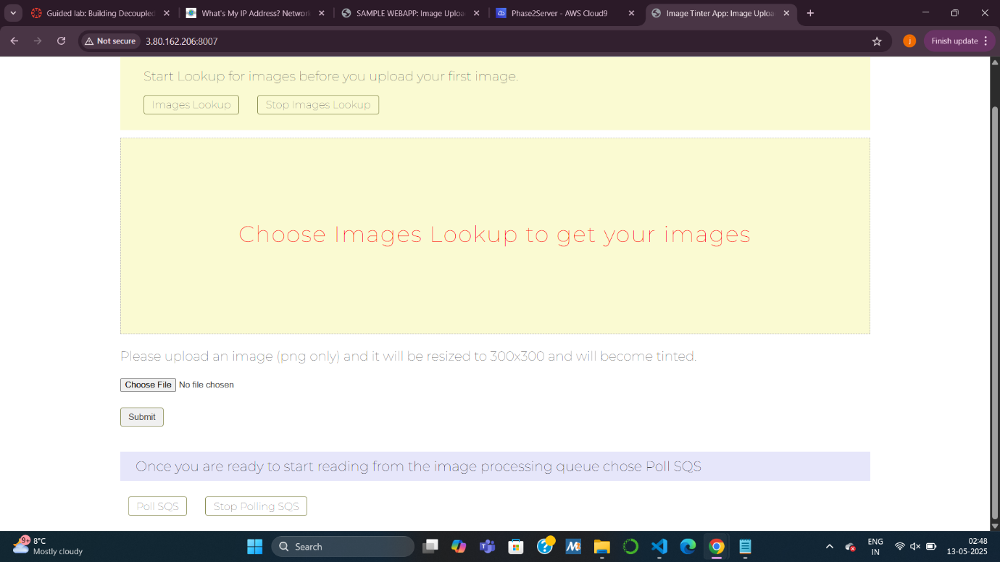 Guided lab: Building Decoupled
What's My IP Address? Network
SAMPLE WEBAPP: Image Uploa
Phase2Server - AWS Cloud9
Image Tinter App: Image Uploa
Not secure
3.80.162.206:8007
j
Finish update
Start Lookup for images before you upload your first image.
Images Lookup
Stop Images Lookup
Choose Images Lookup to get your images
Please upload an image (png only) and it will be resized to 300x300 and will become tinted.
Choose File No file chosen
Submit
Once you are ready to start reading from the image processing queue chose Poll SQS
Poll SQS
Stop Polling SQS
9+
8°C
Mostly cloudy
Search
ENG
IN
02:48
13-05-2025